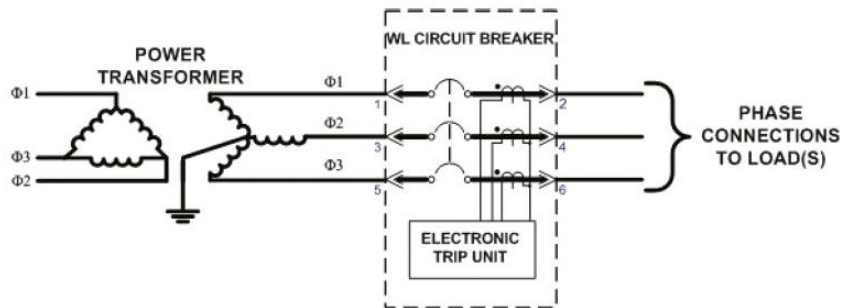 WL CIRCUIT BREAKER
POWER
TRANSFORMER
Φ1
Φ3
Φ2
Φ1
Φ2
Φ3
1
2
3
4
5
6
PHASE
CONNECTIONS
TO LOAD(S)
ELECTRONIC
TRIP UNIT